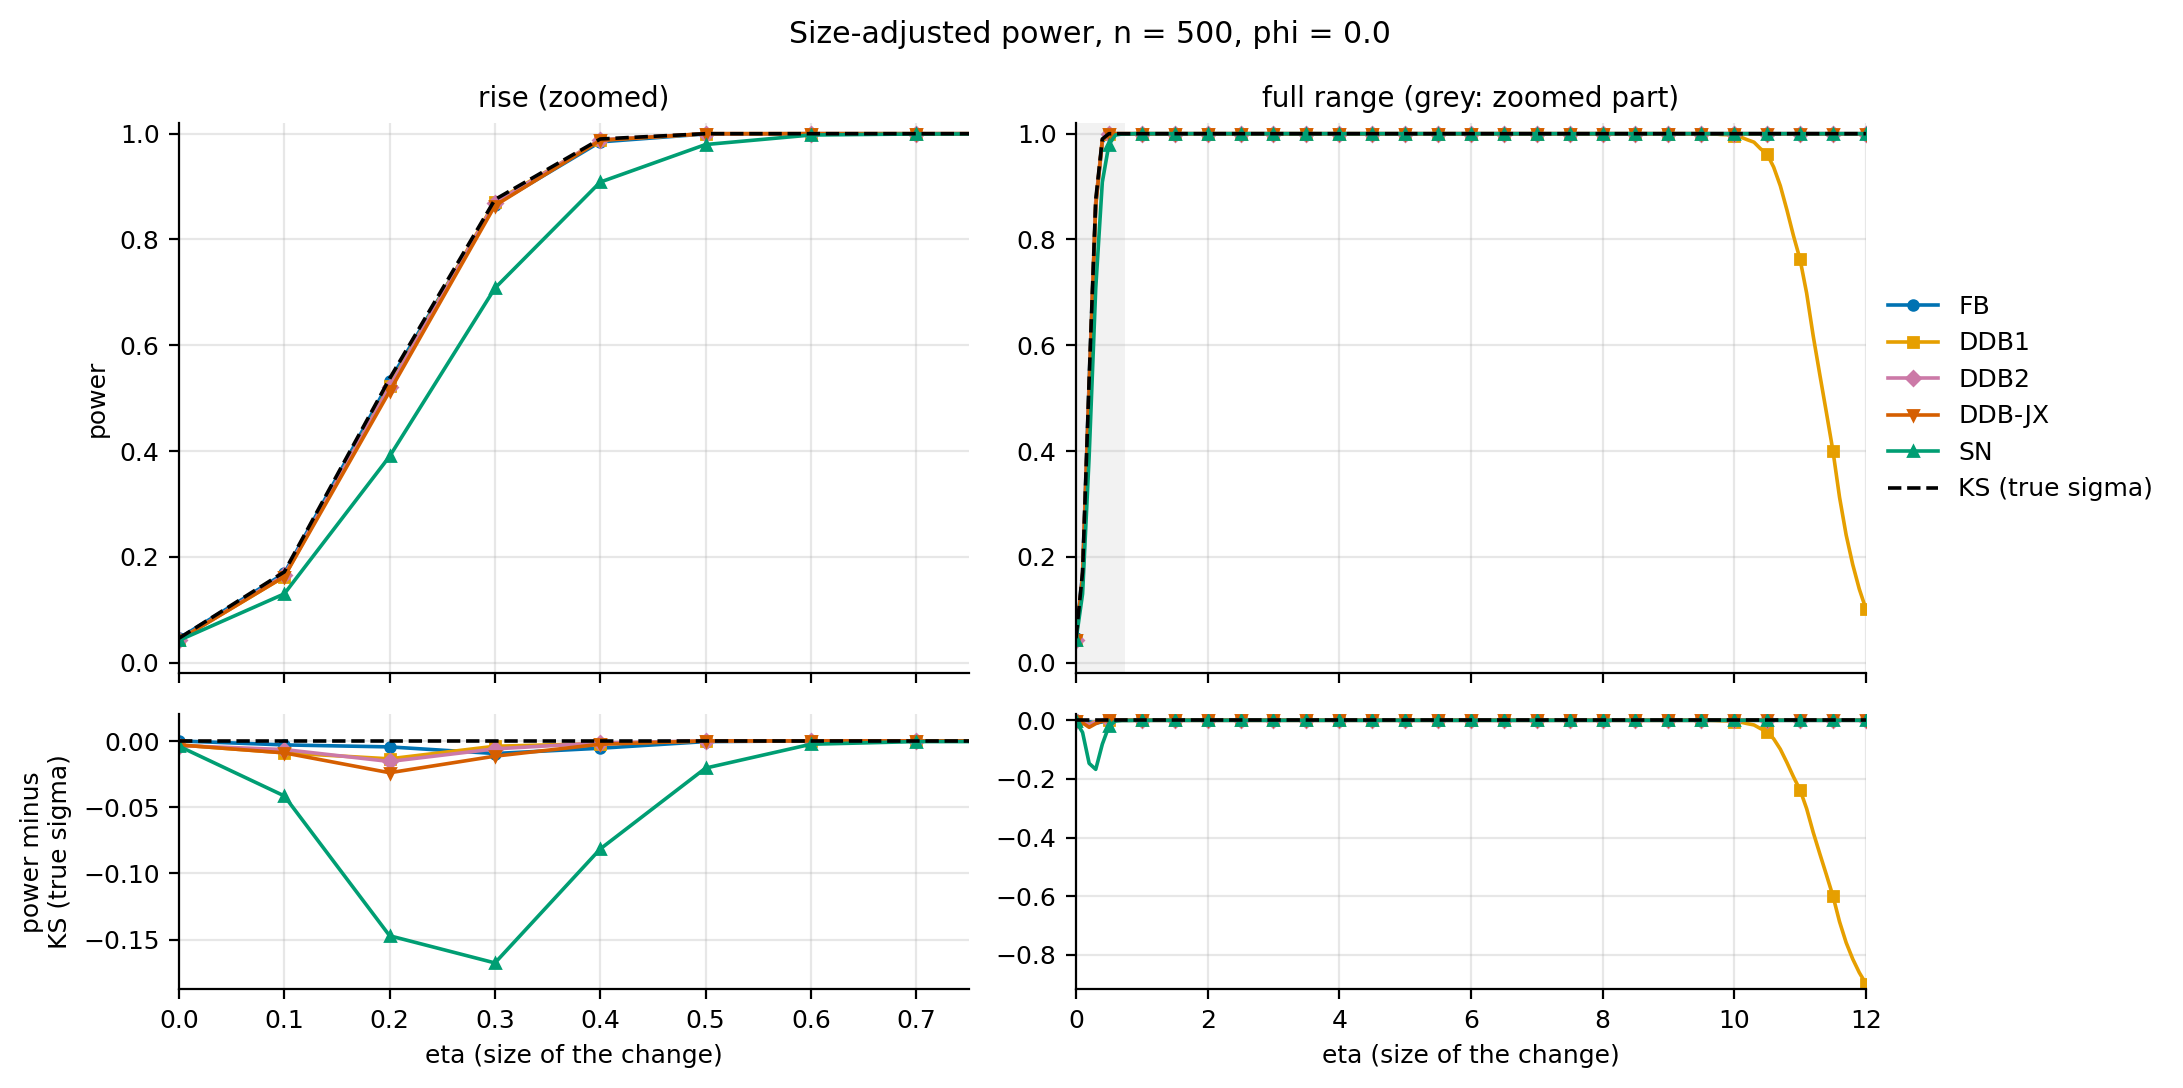 Size-adjusted power, n = 500, phi = 0.0
rise (zoomed)
1.0
0.8
0.6
0.4
0.2
0.0
power
full range (grey: zoomed part)
1.0
0.8
0.6
0.4
0.2
0.0
FB
DDB1
DDB2
DDB-JX
SN
KS (true sigma)
0.00
−0.05
−0.10
−0.15
power minus
KS (true sigma)
0.0 0.1 0.2 0.3 0.4 0.5 0.6 0.7
eta (size of the change)
0.0
−0.2
−0.4
−0.6
−0.8
0 2 4 6 8 10 12
eta (size of the change)